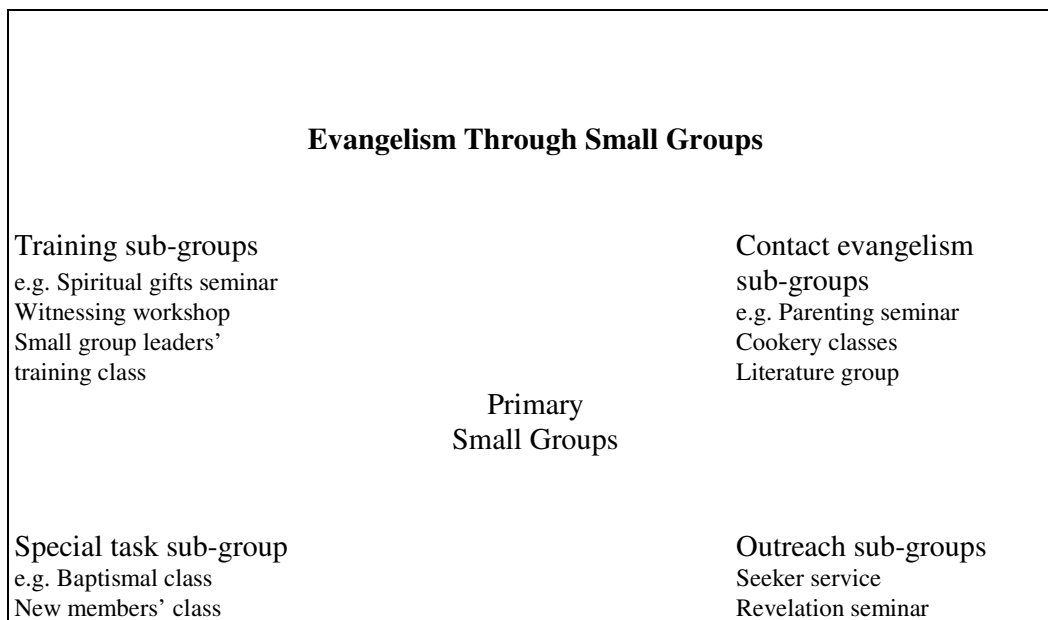 Evangelism Through Small Groups
Training sub-groups
e.g. Spiritual gifts seminar
Witnessing workshop
Small group leaders’
training class
Contact evangelism
sub-groups
e.g. Parenting seminar
Cookery classes
Literature group
Primary
Small Groups
Special task sub-group
e.g. Baptismal class
New members’ class
Outreach sub-groups
Seeker service
Revelation seminar